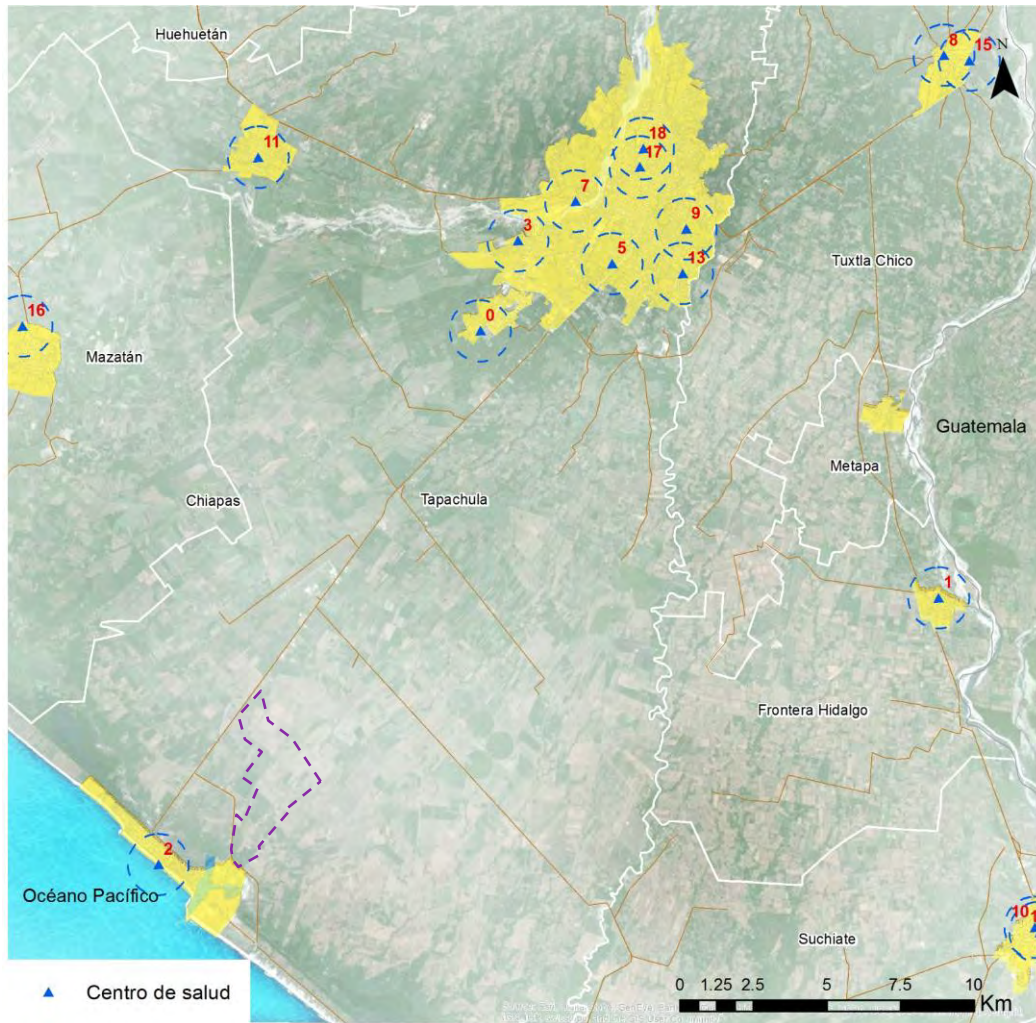 Huehuetán
8
15
N
11
18
17
7
9
3
5
13
Tuxtla Chico
0
16
Mazatán
Guatemala
Metapa
Chiapas
Tapachula
1
Frontera Hidalgo
2
Océano Pacífico
10
Suchiate
Centro de salud
0 1.25 2.5 5 7.5 10
Km